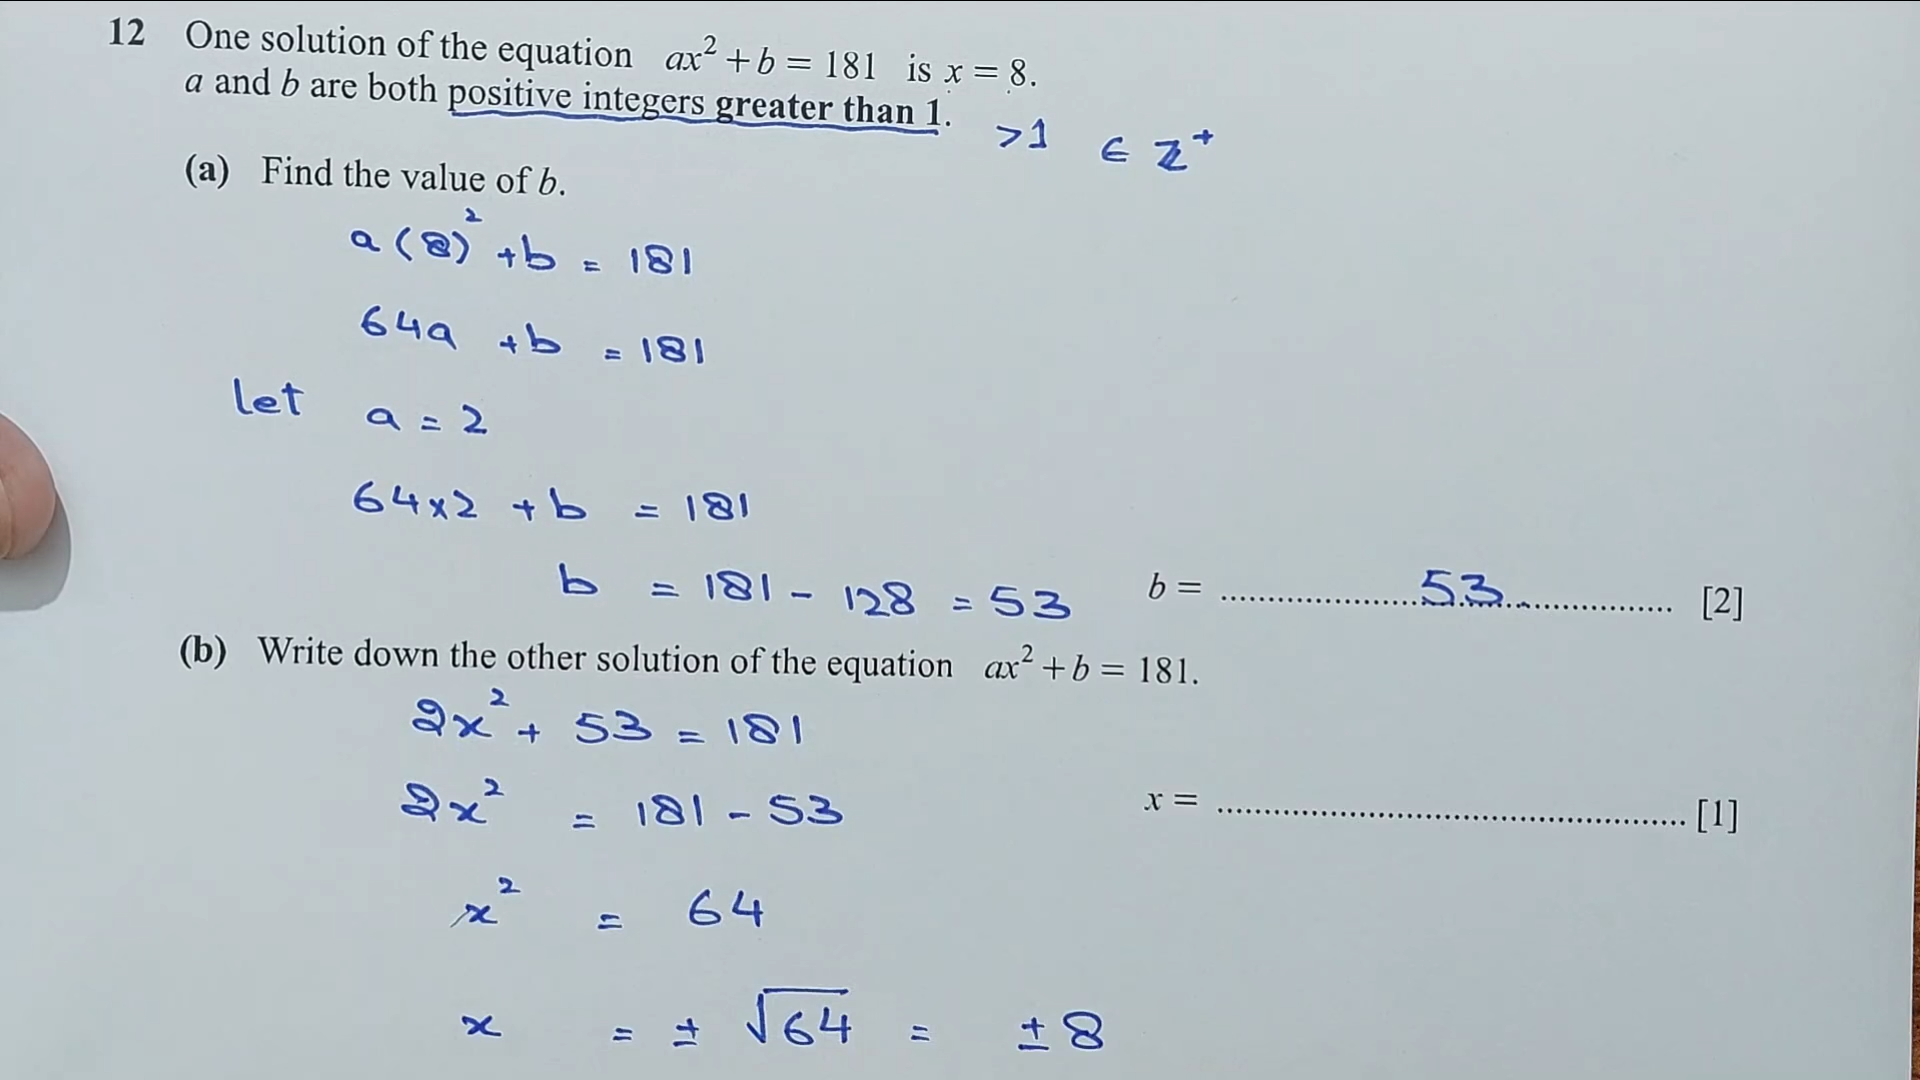 12 One solution of the equation ax² + b = 181 is x = 8.
a and b are both positive integers greater than 1.
>1 ∈ Z⁺
(a) Find the value of b.
a(8)² + b = 181
64a + b = 181
let a = 2
64×2 + b = 181
b = 181 - 128 = 53
b = ........................53........................ [2]
(b) Write down the other solution of the equation ax² + b = 181.
2x² + 53 = 181
2x² = 181 - 53
x = ................................................ [1]
x² = 64
x = ± √64 = ± 8